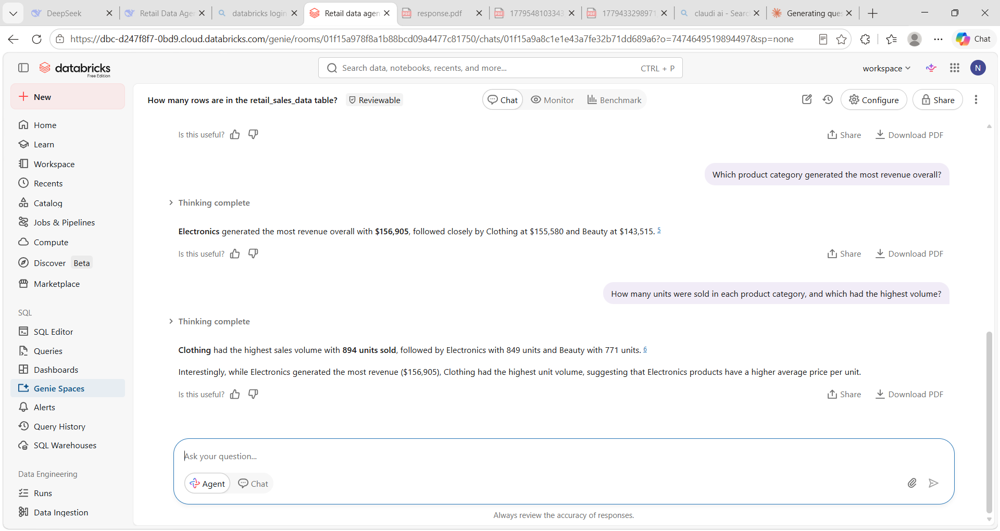 DeepSeek
Retail Data Agen
databricks login
Retail data agen
response.pdf
1779548103343
1779433298971
claudi ai - Searc
Generating ques
https://dbc-d247f8f7-0bd9.cloud.databricks.com/genie/rooms/01f15a978f8a1b88bcd09a4477c81750/chats/01f15a9a8c1e1e43a7fe32b71dd689a6?o=7474649519894497&sp=none
Chat
databricks
Free Edition
Search data, notebooks, recents, and more...
CTRL + P
workspace
N
New
Home
Learn
Workspace
Recents
Catalog
Jobs & Pipelines
Compute
Discover Beta
Marketplace
SQL
SQL Editor
Queries
Dashboards
Genie Spaces
Alerts
Query History
SQL Warehouses
Data Engineering
Runs
Data Ingestion
How many rows are in the retail_sales_data table?
Reviewable
Chat
Monitor
Benchmark
Configure
Share
Is this useful?
Share
Download PDF
Which product category generated the most revenue overall?
Thinking complete
Electronics generated the most revenue overall with $156,905, followed closely by Clothing at $155,580 and Beauty at $143,515. 5
Is this useful?
Share
Download PDF
How many units were sold in each product category, and which had the highest volume?
Thinking complete
Clothing had the highest sales volume with 894 units sold, followed by Electronics with 849 units and Beauty with 771 units. 6
Interestingly, while Electronics generated the most revenue ($156,905), Clothing had the highest unit volume, suggesting that Electronics products have a higher average price per unit.
Is this useful?
Share
Download PDF
Ask your question...
Agent
Chat
Always review the accuracy of responses.